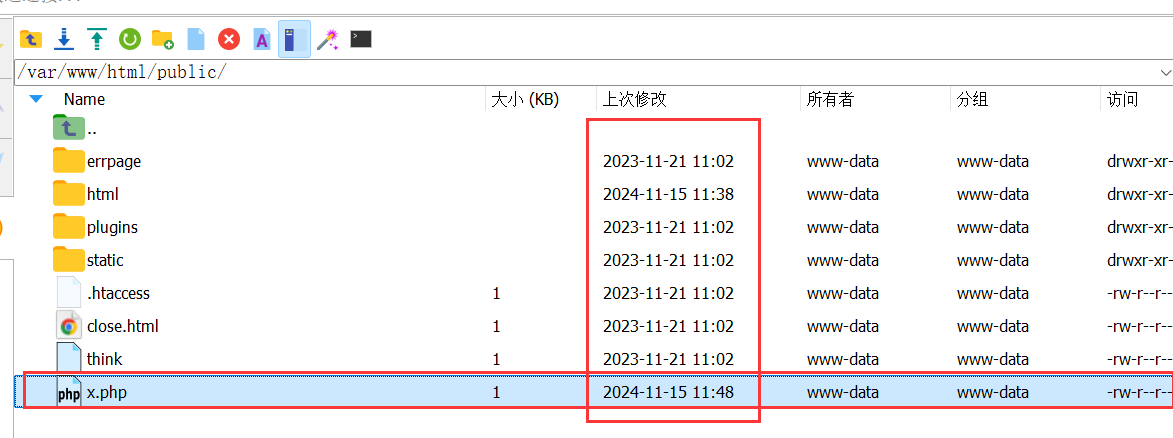 /var/www/html/public/
Name 大小 (KB) 上次修改 所有者 分组 访问
..
errpage 2023-11-21 11:02 www-data www-data drwxr-xr-
html 2024-11-15 11:38 www-data www-data drwxr-xr-
plugins 2023-11-21 11:02 www-data www-data drwxr-xr-
static 2023-11-21 11:02 www-data www-data drwxr-xr-
.htaccess 1 2023-11-21 11:02 www-data www-data -rw-r--r--
close.html 1 2023-11-21 11:02 www-data www-data -rw-r--r--
think 1 2023-11-21 11:02 www-data www-data -rw-r--r--
php x.php 1 2024-11-15 11:48 www-data www-data -rw-r--r--